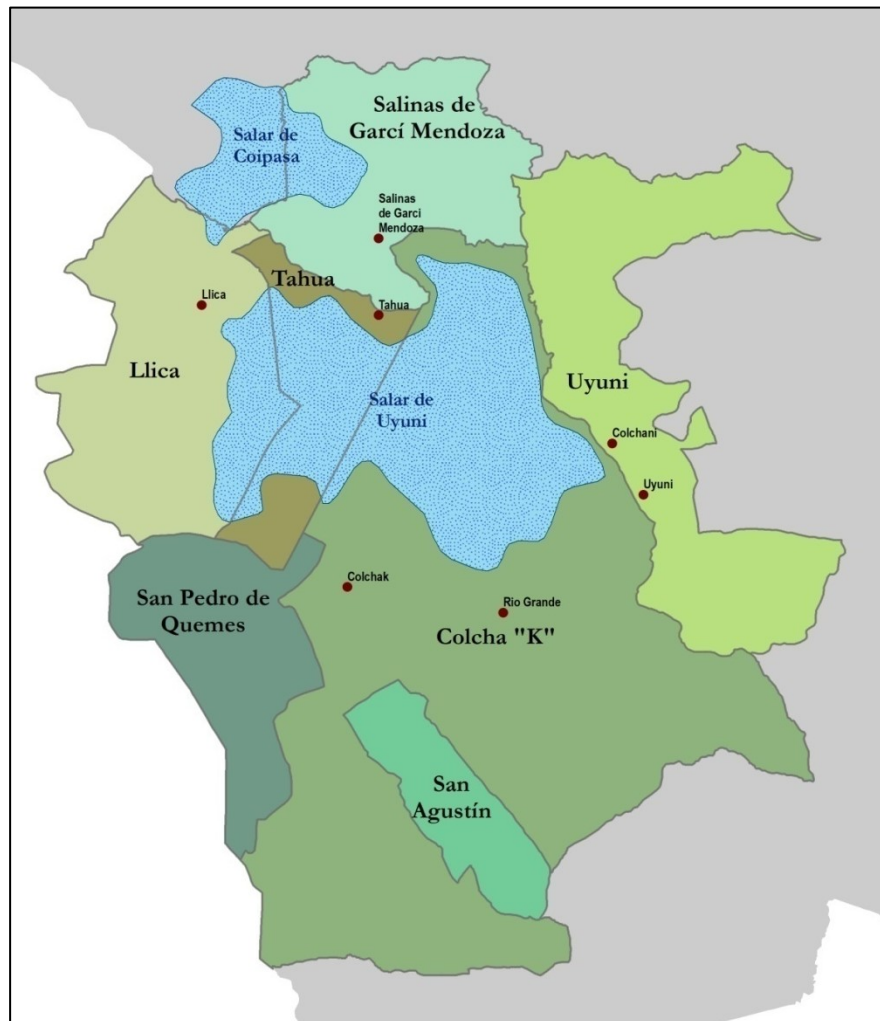 Salinas de
Garcí Mendoza
Salar de
Coipasa
Salinas
de Garci
Mendoza
Tahua
Llica
Tahua
Llica
Salar de
Uyuni
Uyuni
Colchani
Uyuni
Colchak
San Pedro de
Quemes
Rio Grande
Colcha "K"
San
Agustín